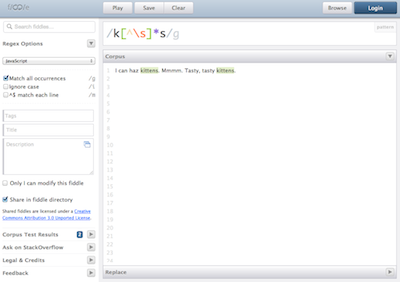 Play
Save
Clear
Browse
Login
Search fiddles...
Regex Options
JavaScript
Match all occurrences /g
Ignore case /i
^$ match each line /m
Tags
Title
Description
Only I can modify this fiddle
Share in fiddle directory
Shared fiddles are licensed under a Creative
Commons Attribution 3.0 Unported License.
Corpus Test Results 2
Ask on StackOverflow
Legal & Credits
Feedback
/k[^\s]*s/g
Corpus
1 I can haz kittens. Mmmm. Tasty, tasty kittens.
2
3
4
5
6
7
8
9
10
11
12
13
14
15
16
17
18
19
20
21
22
23
24
Replace